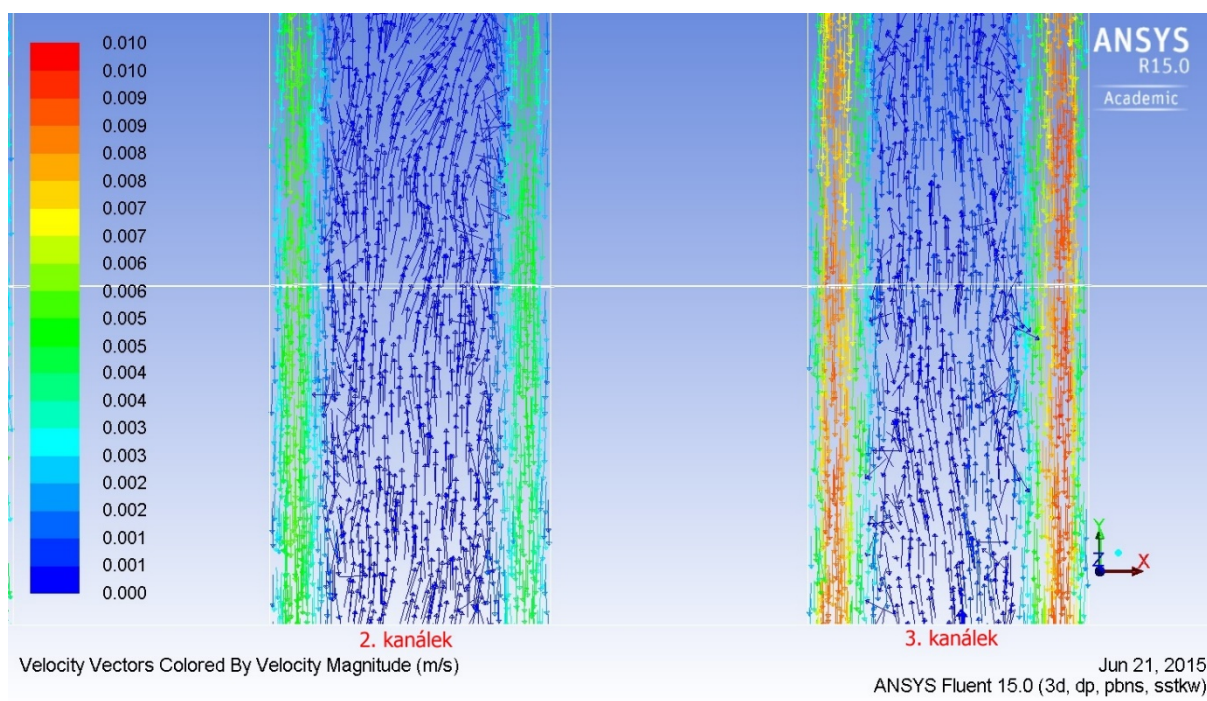 0.010
0.010
0.009
0.009
0.008
0.008
0.007
0.007
0.006
0.006
0.005
0.005
0.004
0.004
0.003
0.003
0.002
0.002
0.001
0.001
0.000
ANSYS
R15.0
Academic
Y
Z
X
2. kanálek
3. kanálek
Velocity Vectors Colored By Velocity Magnitude (m/s)
Jun 21, 2015
ANSYS Fluent 15.0 (3d, dp, pbns, sstkw)